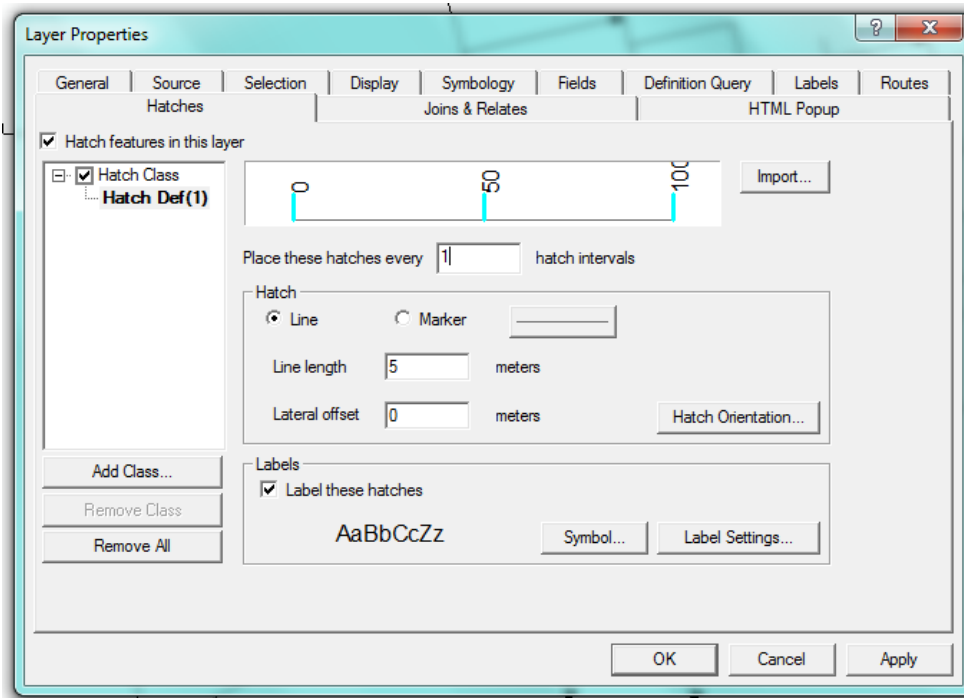 Layer Properties
?
X
General Source Selection Display Symbology Fields Definition Query Labels Routes
Hatches Joins & Relates HTML Popup
Hatch features in this layer
Hatch Class
Hatch Def(1)
0 50 100
Import...
Place these hatches every 1 hatch intervals
Hatch
Line Marker
Line length 5 meters
Lateral offset 0 meters
Hatch Orientation...
Add Class...
Remove Class
Remove All
Labels
Label these hatches
AaBbCcZz
Symbol... Label Settings...
OK Cancel Apply